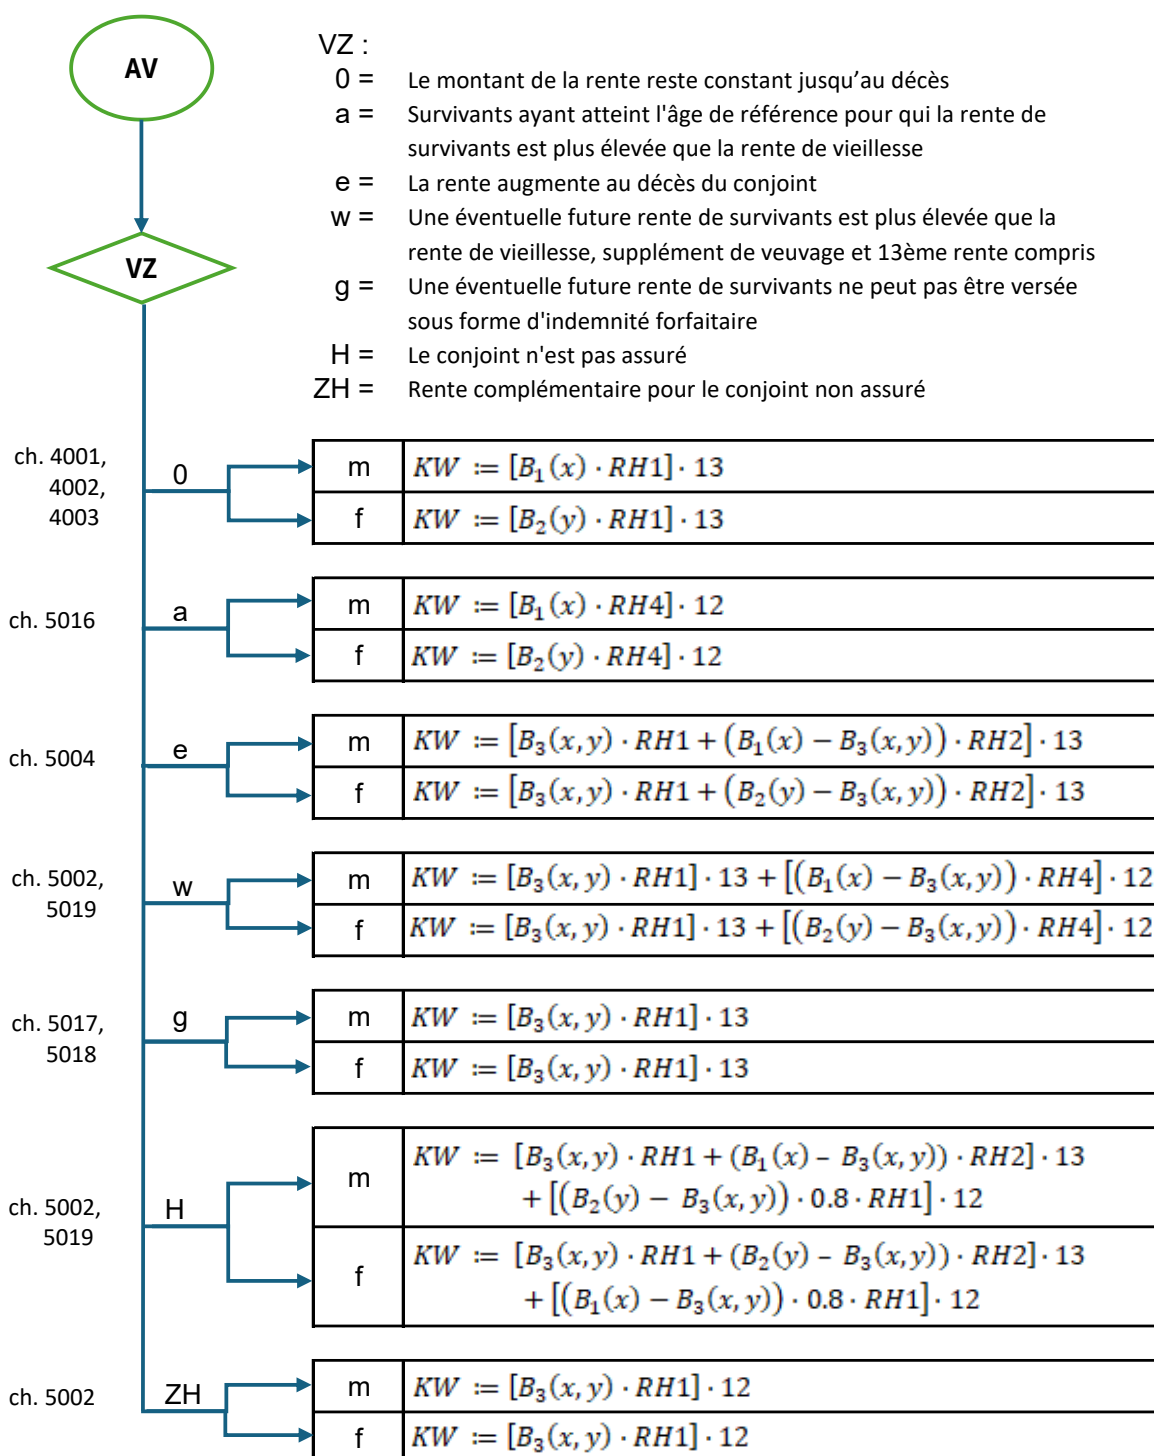 AV
VZ :
0 = Le montant de la rente reste constant jusqu'au décès
a = Survivants ayant atteint l'âge de référence pour qui la rente de
survivants est plus élevée que la rente de vieillesse
e = La rente augmente au décès du conjoint
w = Une éventuelle future rente de survivants est plus élevée que la
rente de vieillesse, supplément de veuvage et 13ème rente compris
g = Une éventuelle future rente de survivants ne peut pas être versée
sous forme d'indemnité forfaitaire
H = Le conjoint n'est pas assuré
ZH = Rente complémentaire pour le conjoint non assuré
VZ
ch. 4001,
4002,
4003
0
m KW := [B₁(x) · RH1] · 13
f KW := [B₂(y) · RH1] · 13
ch. 5016
a
m KW := [B₁(x) · RH4] · 12
f KW := [B₂(y) · RH4] · 12
ch. 5004
e
m KW := [B₃(x, y) · RH1 + (B₁(x) − B₃(x, y)) · RH2] · 13
f KW := [B₃(x, y) · RH1 + (B₂(y) − B₃(x, y)) · RH2] · 13
ch. 5002,
5019
w
m KW := [B₃(x, y) · RH1] · 13 + [(B₁(x) − B₃(x, y)) · RH4] · 12
f KW := [B₃(x, y) · RH1] · 13 + [(B₂(y) − B₃(x, y)) · RH4] · 12
ch. 5017,
5018
g
m KW := [B₃(x, y) · RH1] · 13
f KW := [B₃(x, y) · RH1] · 13
ch. 5002,
5019
H
m KW := [B₃(x, y) · RH1 + (B₁(x) − B₃(x, y)) · RH2] · 13
+ [(B₂(y) − B₃(x, y)) · 0.8 · RH1] · 12
f KW := [B₃(x, y) · RH1 + (B₂(y) − B₃(x, y)) · RH2] · 13
+ [(B₁(x) − B₃(x, y)) · 0.8 · RH1] · 12
ch. 5002
ZH
m KW := [B₃(x, y) · RH1] · 12
f KW := [B₃(x, y) · RH1] · 12